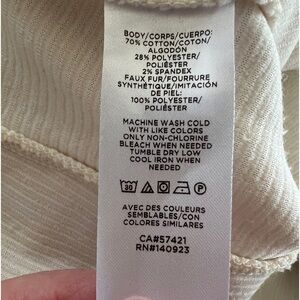 BODY/CORPS/CUERPO:
70% COTTON/COTON/
ALGODÓN
28% POLYESTER/
POLIÉSTER
2% SPANDEX
FAUX FUR/FOURRURE
SYNTHÉTIQUE/IMITACIÓN
DE PIEL:
100% POLYESTER/
POLIÉSTER
MACHINE WASH COLD
WITH LIKE COLORS
ONLY NON-CHLORINE
BLEACH WHEN NEEDED
TUMBLE DRY LOW
COOL IRON WHEN
NEEDED
30 P
AVEC DES COULEURS
SEMBLABLES/CON
COLORES SIMILARES
CA#57421
RN#140923